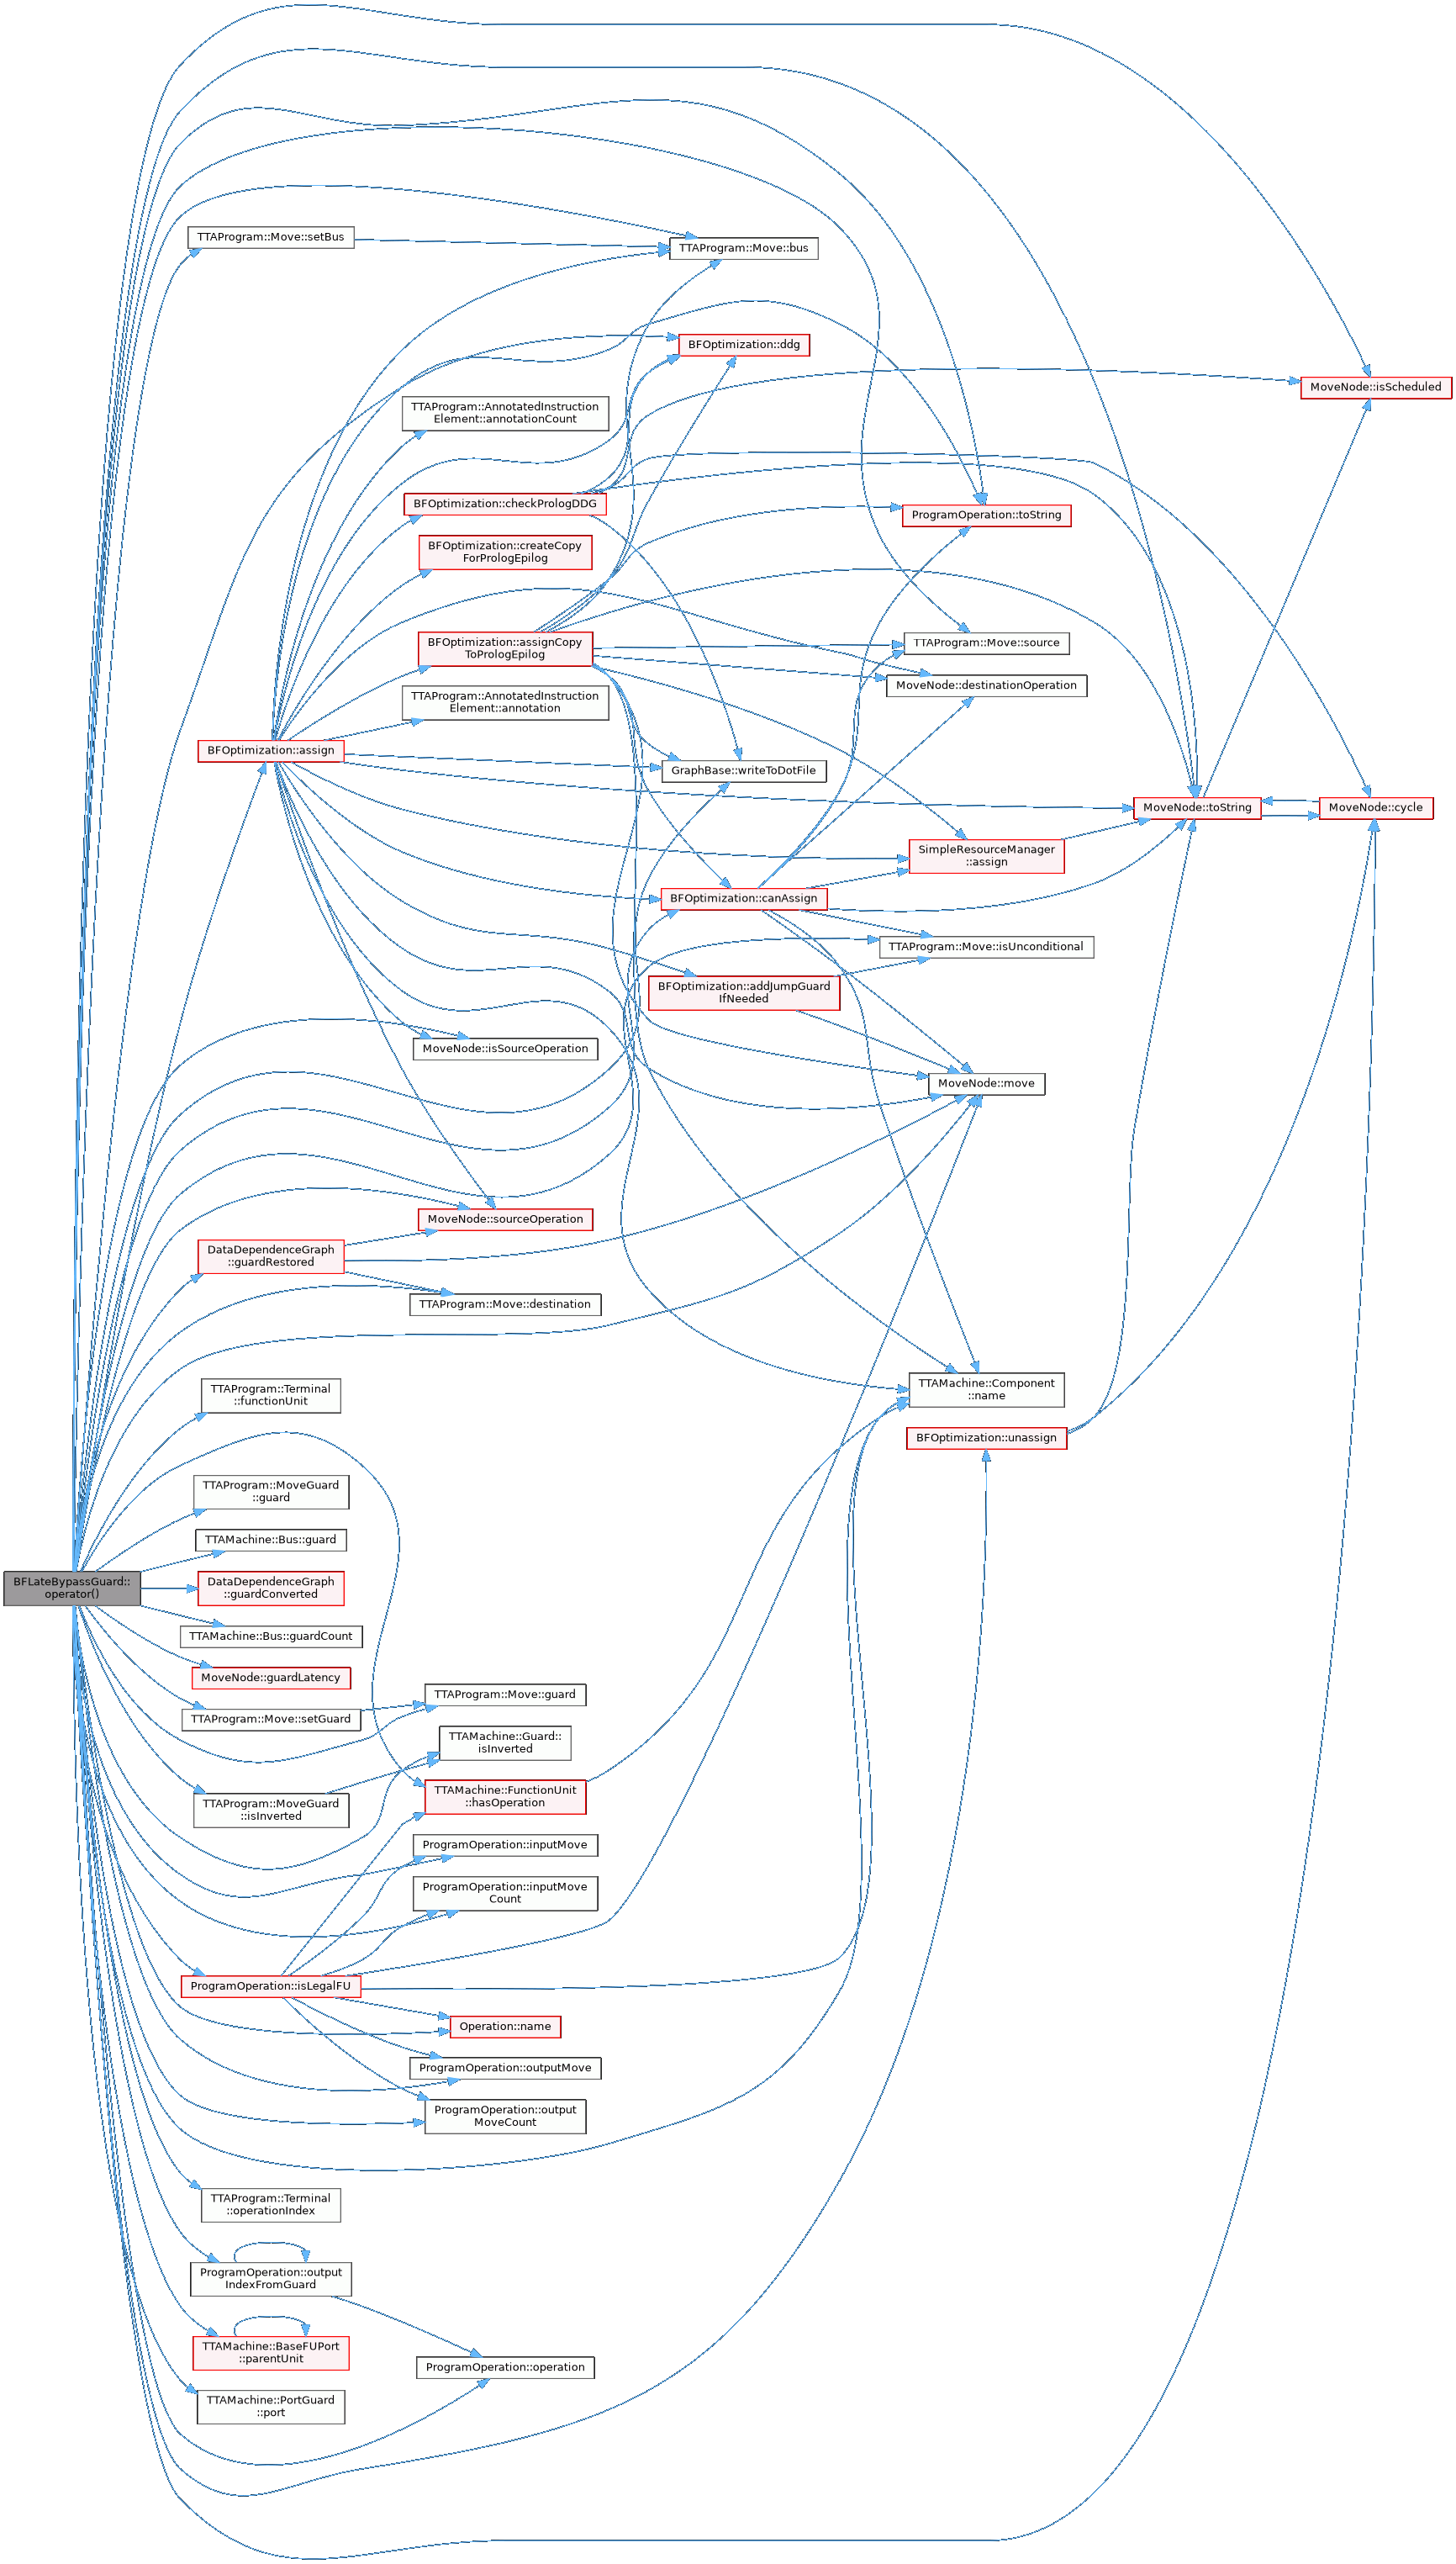 TTAProgram::Move::setBus
TTAProgram::Move::bus
BFOptimization::ddg
MoveNode::isScheduled
TTAProgram::AnnotatedInstruction
Element::annotationCount
BFOptimization::checkPrologDDG
ProgramOperation::toString
BFOptimization::createCopy
ForPrologEpilog
BFOptimization::assignCopy
ToPrologEpilog
TTAProgram::Move::source
MoveNode::destinationOperation
TTAProgram::AnnotatedInstruction
Element::annotation
BFOptimization::assign
GraphBase::writeToDotFile
MoveNode::toString
MoveNode::cycle
SimpleResourceManager
::assign
BFOptimization::canAssign
TTAProgram::Move::isUnconditional
BFOptimization::addJumpGuard
IfNeeded
MoveNode::isSourceOperation
MoveNode::move
MoveNode::sourceOperation
DataDependenceGraph
::guardRestored
TTAProgram::Move::destination
TTAProgram::Terminal
::functionUnit
TTAMachine::Component
::name
BFOptimization::unassign
TTAProgram::MoveGuard
::guard
TTAMachine::Bus::guard
BFLateBypassGuard::
operator()
DataDependenceGraph
::guardConverted
TTAMachine::Bus::guardCount
MoveNode::guardLatency
TTAProgram::Move::guard
TTAProgram::Move::setGuard
TTAMachine::Guard::
isInverted
TTAProgram::MoveGuard
::isInverted
TTAMachine::FunctionUnit
::hasOperation
ProgramOperation::inputMove
ProgramOperation::inputMove
Count
ProgramOperation::isLegalFU
Operation::name
ProgramOperation::outputMove
ProgramOperation::output
MoveCount
TTAProgram::Terminal
::operationIndex
ProgramOperation::output
IndexFromGuard
TTAMachine::BaseFUPort
::parentUnit
ProgramOperation::operation
TTAMachine::PortGuard
::port